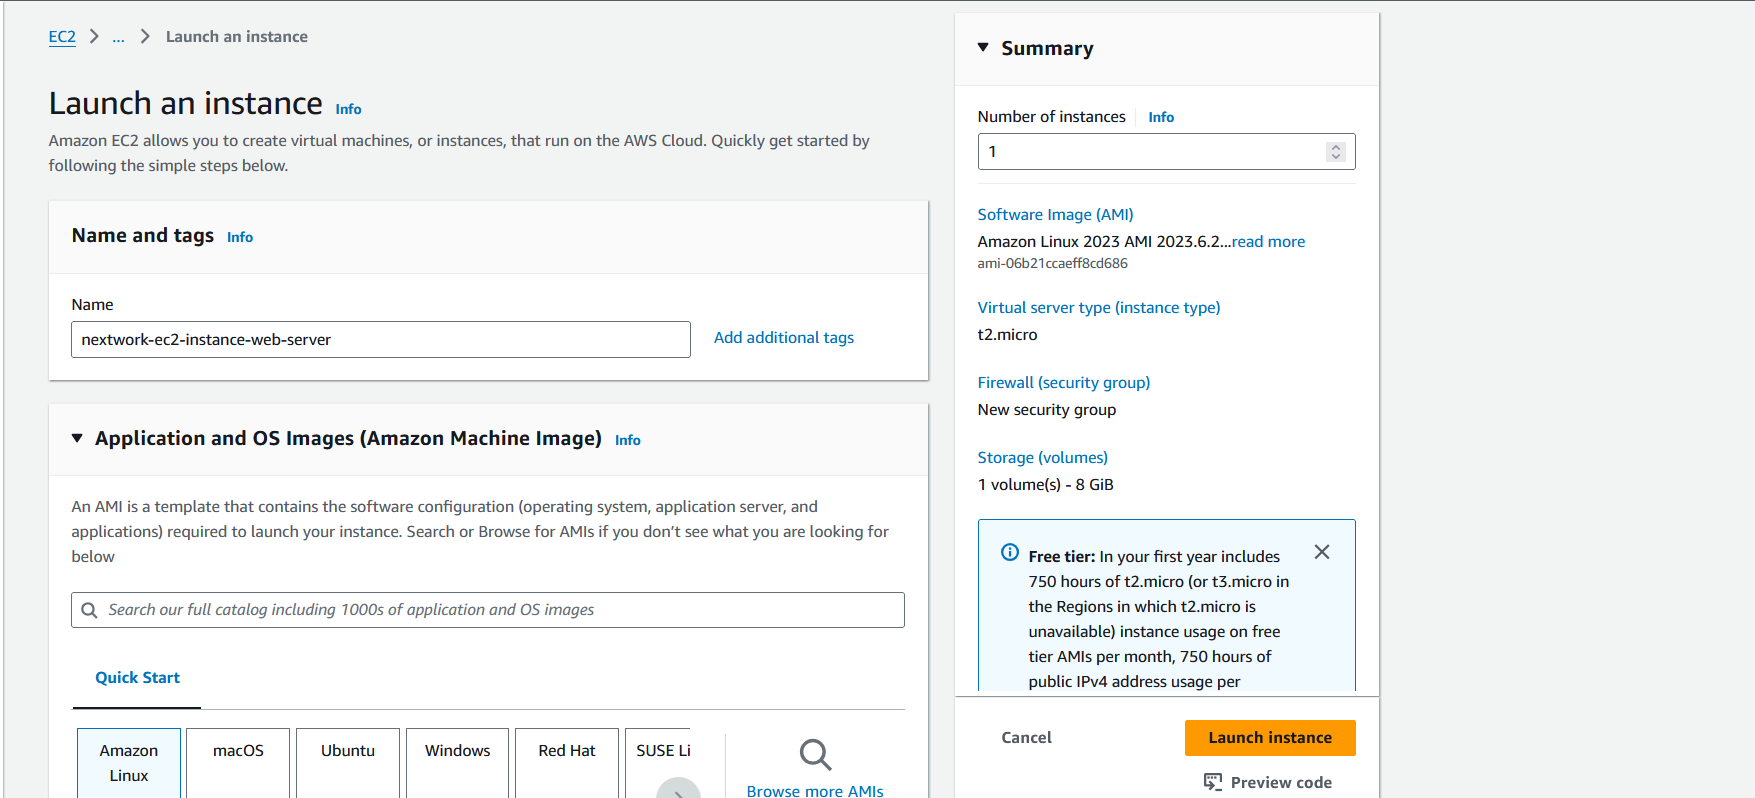 EC2 > ... > Launch an instance
Launch an instance Info
Amazon EC2 allows you to create virtual machines, or instances, that run on the AWS Cloud. Quickly get started by
following the simple steps below.
Name and tags Info
Name
nextwork-ec2-instance-web-server
Add additional tags
Application and OS Images (Amazon Machine Image) Info
An AMI is a template that contains the software configuration (operating system, application server, and
applications) required to launch your instance. Search or Browse for AMIs if you don’t see what you are looking for
below
Search our full catalog including 1000s of application and OS images
Quick Start
Amazon
Linux
macOS
Ubuntu
Windows
Red Hat
SUSE Li
Browse more AMIs
Summary
Number of instances Info
1
Software Image (AMI)
Amazon Linux 2023 AMI 2023.6.2...read more
ami-06b21ccaeff8cd686
Virtual server type (instance type)
t2.micro
Firewall (security group)
New security group
Storage (volumes)
1 volume(s) - 8 GiB
Free tier: In your first year includes
750 hours of t2.micro (or t3.micro in
the Regions in which t2.micro is
unavailable) instance usage on free
tier AMIs per month, 750 hours of
public IPv4 address usage per
Cancel
Launch instance
Preview code